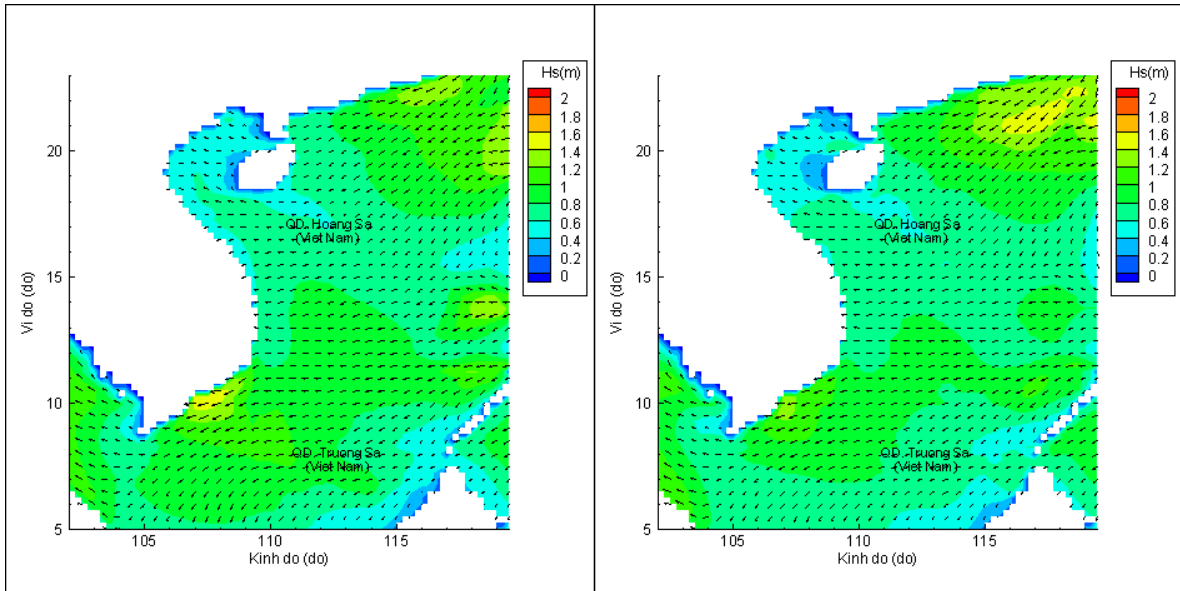 Hs(m)
2
1.8
1.6
1.4
1.2
1
0.8
0.6
0.4
0.2
0
20
15
10
5
Vi do (do)
QD. Hoang Sa
(Viet Nam)
QD. Truong Sa
(Viet Nam)
105
110
115
Kinh do (do)
Hs(m)
2
1.8
1.6
1.4
1.2
1
0.8
0.6
0.4
0.2
0
20
15
10
5
Vi do (do)
QD. Hoang Sa
(Viet Nam)
QD. Truong Sa
(Viet Nam)
105
110
115
Kinh do (do)